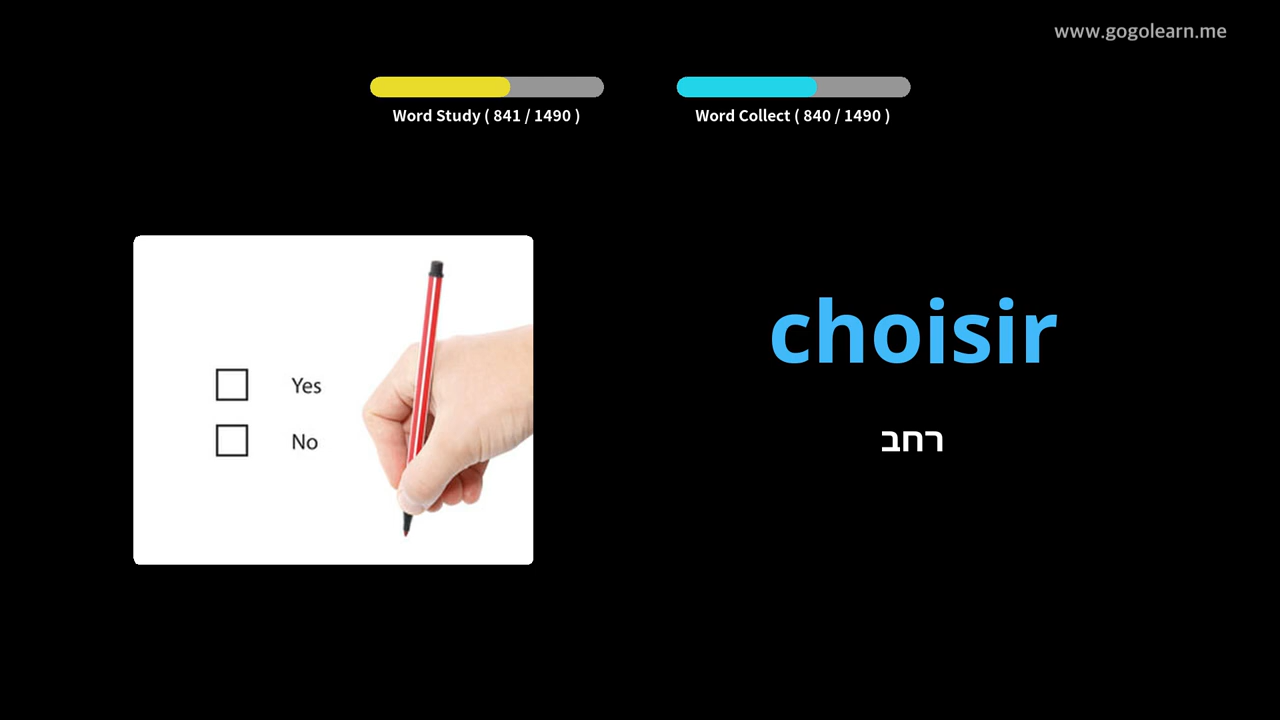 www.gogolearn.me
Word Study ( 841 / 1490 )
Word Collect ( 840 / 1490 )
Yes
No
choisir
רחב